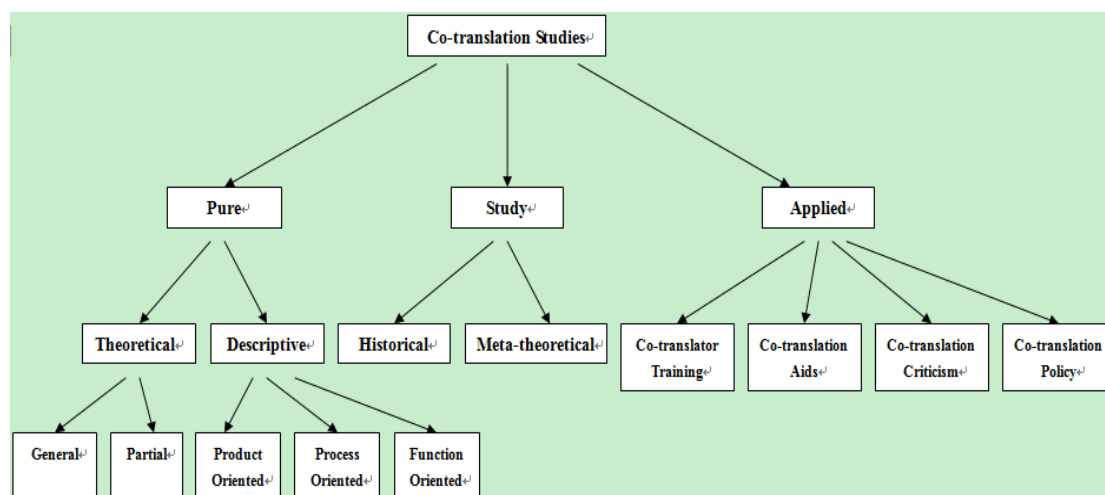 Co-translation Studies
Pure
Study
Applied
Theoretical
Descriptive
Historical
Meta-theoretical
Co-translator
Training
Co-translation
Aids
Co-translation
Criticism
Co-translation
Policy
General
Partial
Product
Oriented
Process
Oriented
Function
Oriented